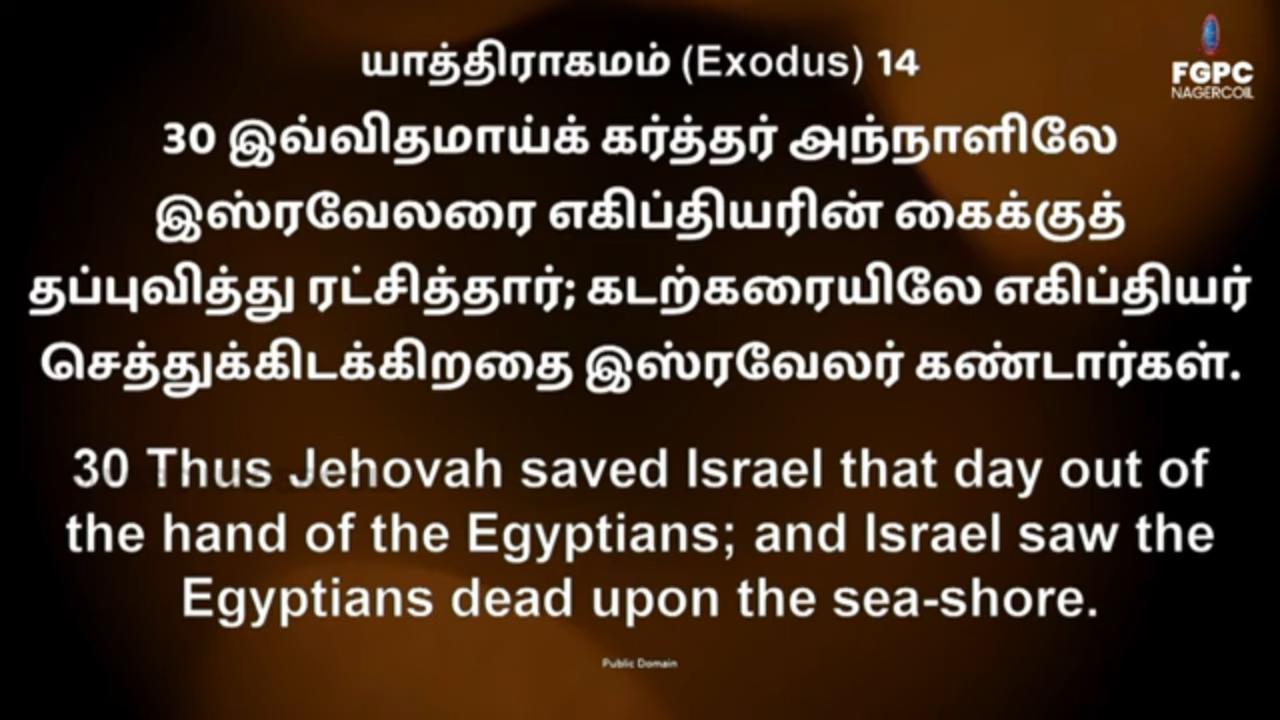 யாத்திராகமம் (Exodus) 14
FGPC
NAGERCOIL
30 இவ்விதமாய்க் கர்த்தர் அந்நாளிலே
இஸ்ரவேலரை எகிப்தியரின் கைக்குத்
தப்புவித்து ரட்சித்தார்; கடற்கரையிலே எகிப்தியர்
செத்துக்கிடக்கிறதை இஸ்ரவேலர் கண்டார்கள்.
30 Thus Jehovah saved Israel that day out of
the hand of the Egyptians; and Israel saw the
Egyptians dead upon the sea-shore.
Public Domain